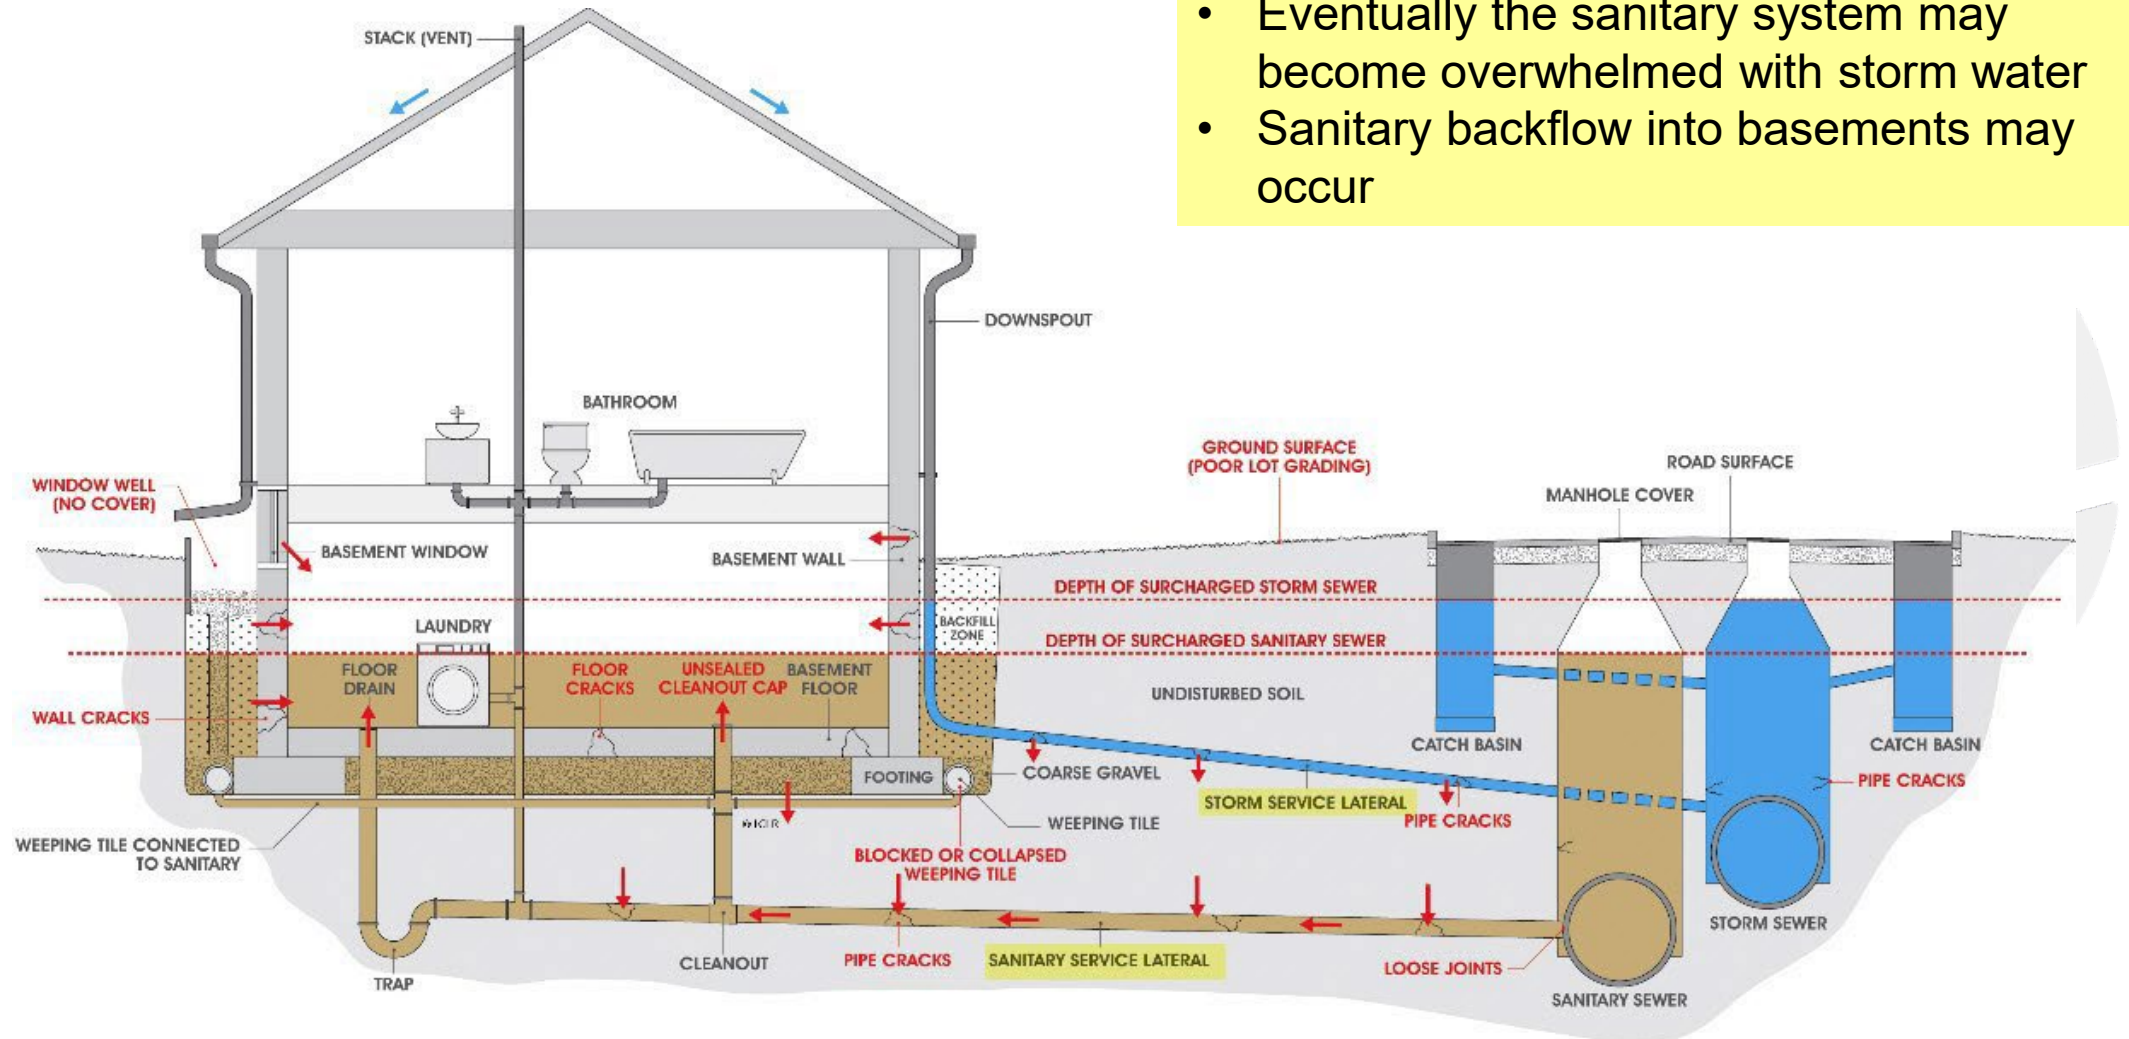 • Eventually the sanitary system may
become overwhelmed with storm water
• Sanitary backflow into basements may
occur
STACK (VENT)
DOWNSPOUT
BATHROOM
GROUND SURFACE
(POOR LOT GRADING)
ROAD SURFACE
MANHOLE COVER
WINDOW WELL
(NO COVER)
BASEMENT WINDOW
BASEMENT WALL
DEPTH OF SURCHARGED STORM SEWER
LAUNDRY
BACKFILL
ZONE
DEPTH OF SURCHARGED SANITARY SEWER
FLOOR
DRAIN
FLOOR
CRACKS
UNSEALED
CLEANOUT CAP
BASEMENT
FLOOR
UNDISTURBED SOIL
WALL CRACKS
CATCH BASIN
CATCH BASIN
FOOTING
COARSE GRAVEL
PIPE CRACKS
STORM SERVICE LATERAL
PIPE CRACKS
ICLR
WEEPING TILE
WEEPING TILE CONNECTED
TO SANITARY
BLOCKED OR COLLAPSED
WEEPING TILE
STORM SEWER
CLEANOUT
PIPE CRACKS
SANITARY SERVICE LATERAL
LOOSE JOINTS
TRAP
SANITARY SEWER